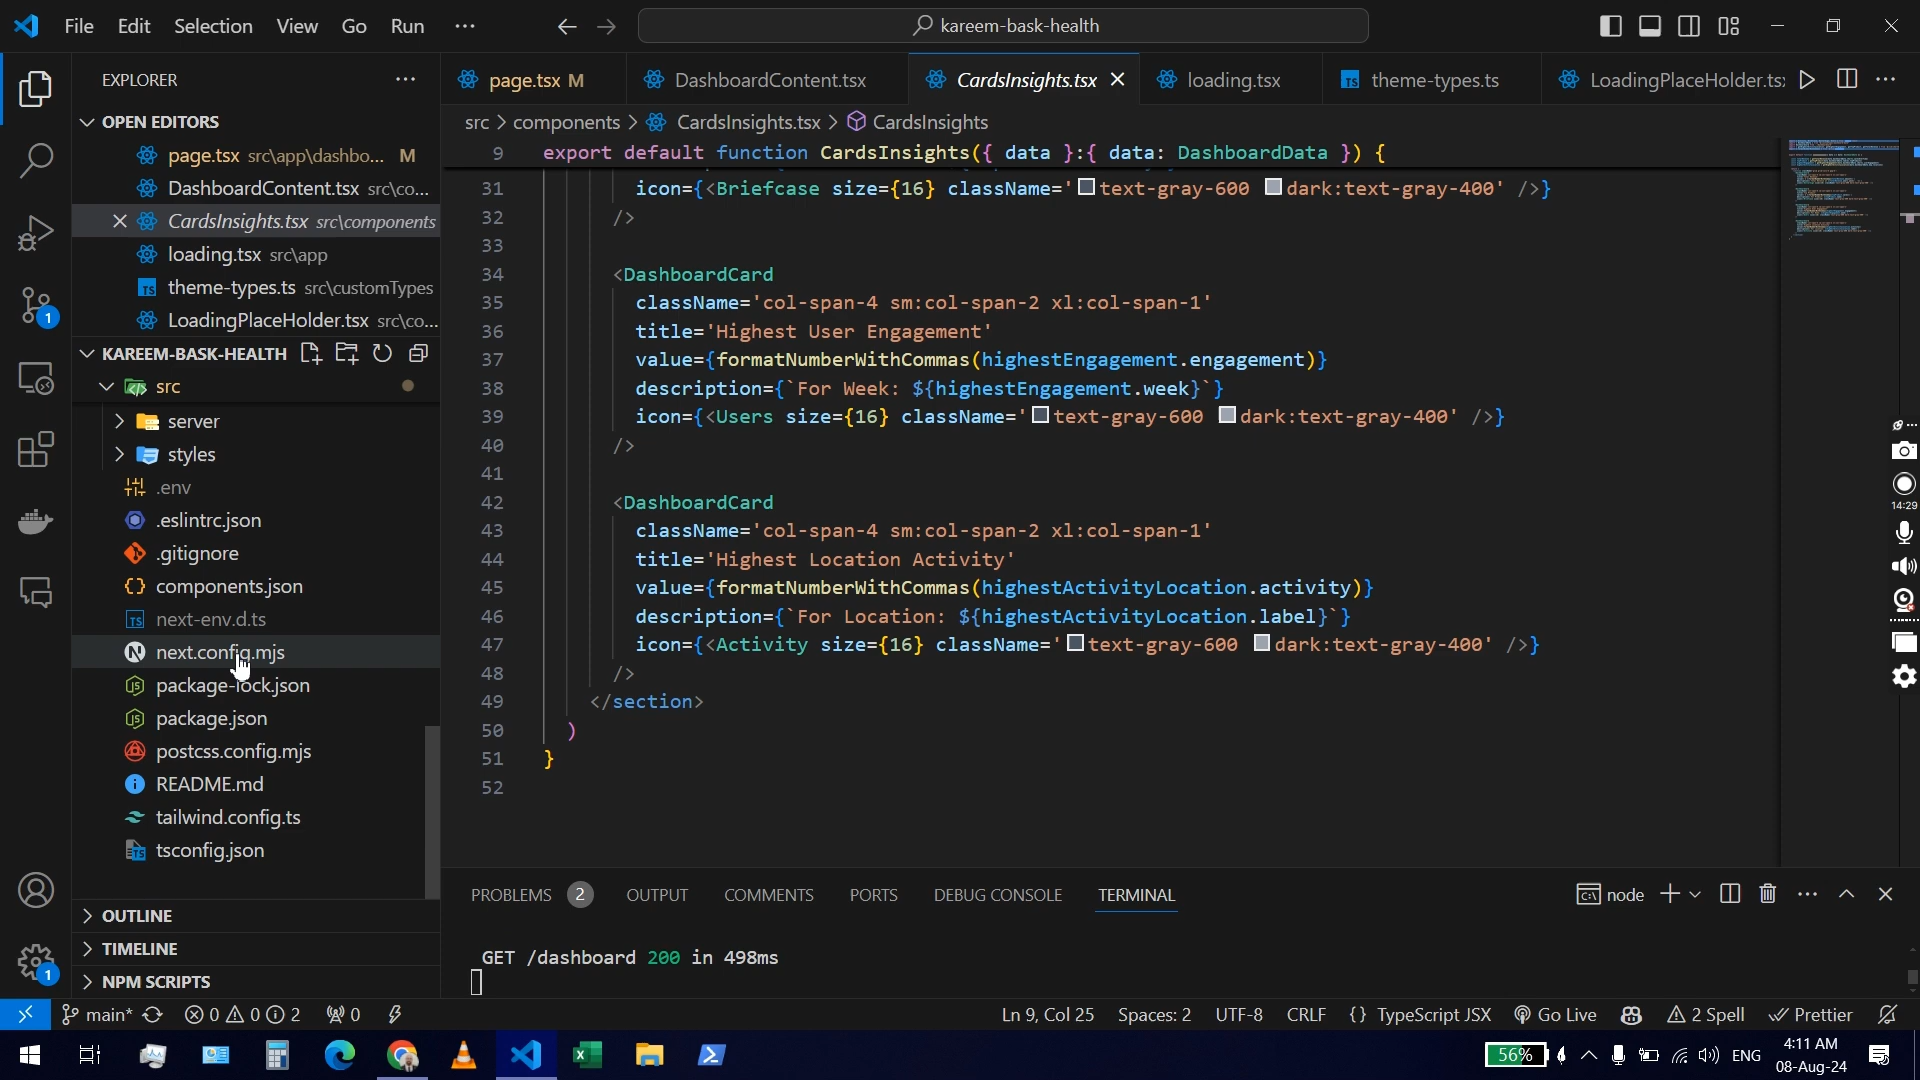 File Edit Selection View Go Run ···
kareem-bask-health
EXPLORER
OPEN EDITORS
page.tsx src\app\dashbo... M
DashboardContent.tsx src\co...
CardsInsights.tsx src\components
loading.tsx src\app
theme-types.ts src\customTypes
LoadingPlaceHolder.tsx src\co...
KAREEM-BASK-HEALTH
src
server
styles
.env
.eslintrc.json
.gitignore
components.json
next-env.d.ts
next.config.mjs
package-lock.json
package.json
postcss.config.mjs
README.md
tailwind.config.ts
tsconfig.json
OUTLINE
TIMELINE
NPM SCRIPTS
page.tsx M DashboardContent.tsx CardsInsights.tsx loading.tsx theme-types.ts LoadingPlaceHolder.tsx
src > components > CardsInsights.tsx > CardsInsights
9 export default function CardsInsights({ data }:{ data: DashboardData }) {
31 icon={<Briefcase size={16} className='text-gray-600 dark:text-gray-400' />}
32 />
33
34 <DashboardCard
35 className='col-span-4 sm:col-span-2 xl:col-span-1'
36 title='Highest User Engagement'
37 value={formatNumberWithCommas(highestEngagement.engagement)}
38 description={`For Week: ${highestEngagement.week}`}
39 icon={<Users size={16} className='text-gray-600 dark:text-gray-400' />}
40 />
41
42 <DashboardCard
43 className='col-span-4 sm:col-span-2 xl:col-span-1'
44 title='Highest Location Activity'
45 value={formatNumberWithCommas(highestActivityLocation.activity)}
46 description={`For Location: ${highestActivityLocation.label}`}
47 icon={<Activity size={16} className='text-gray-600 dark:text-gray-400' />}
48 />
49 </section>
50 )
51 }
52
14:29
PROBLEMS 2 OUTPUT COMMENTS PORTS DEBUG CONSOLE TERMINAL
node
GET /dashboard 200 in 498ms
main* 0 0 2 0
Ln 9, Col 25 Spaces: 2 UTF-8 CRLF {} TypeScript JSX Go Live 2 Spell Prettier
1
1
56% ENG
4:11 AM
08-Aug-24